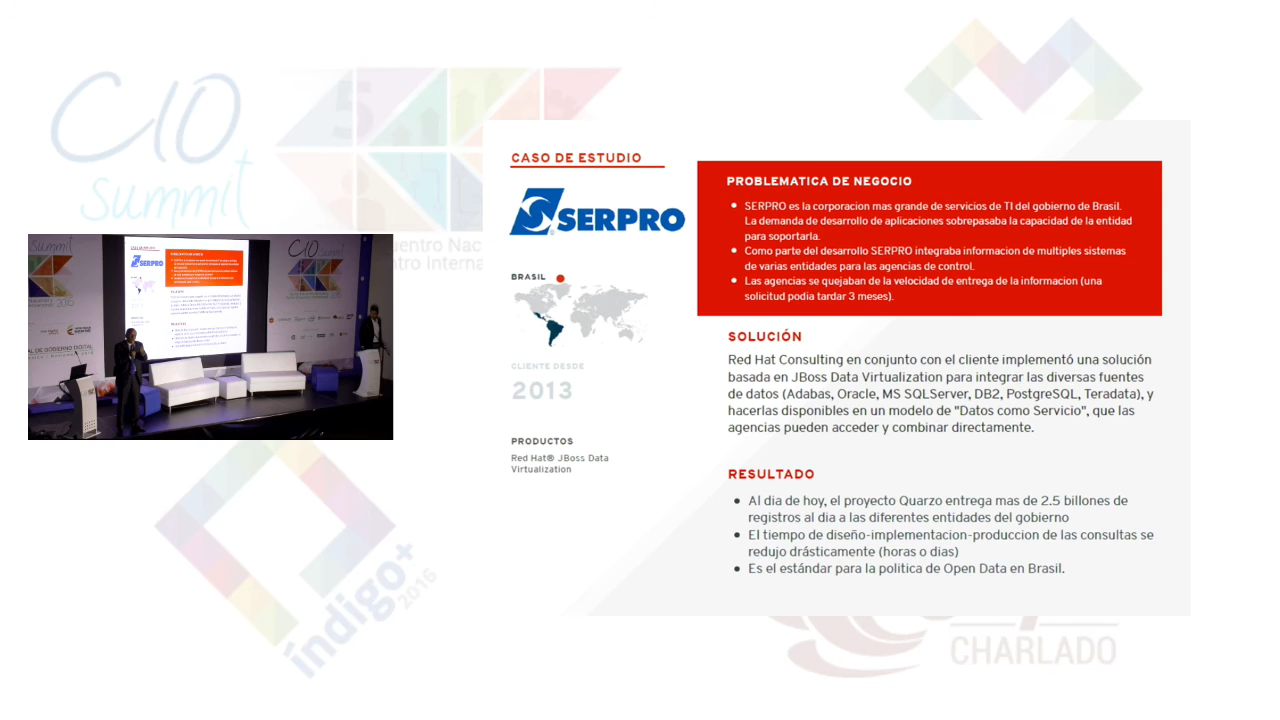 CIO
Summit
CASO DE ESTUDIO
SERPRO
BRASIL
CLIENTE DESDE
2013
PRODUCTOS
Red Hat® JBoss Data
Virtualization
PROBLEMATICA DE NEGOCIO
• SERPRO es la corporacion mas grande de servicios de TI del gobierno de Brasil.
La demanda de desarrollo de aplicaciones sobrepasaba la capacidad de la entidad
para soportarla.
• Como parte del desarrollo SERPRO integraba informacion de multiples sistemas
de varias entidades para las agencias de control.
• Las agencias se quejaban de la velocidad de entrega de la informacion (una
solicitud podia tardar 3 meses).
SOLUCIÓN
Red Hat Consulting en conjunto con el cliente implementó una solución
basada en JBoss Data Virtualization para integrar las diversas fuentes
de datos (Adabas, Oracle, MS SQLServer, DB2, PostgreSQL, Teradata), y
hacerlas disponibles en un modelo de "Datos como Servicio", que las
agencias pueden acceder y combinar directamente.
RESULTADO
• Al dia de hoy, el proyecto Quarzo entrega mas de 2.5 billones de
registros al dia a las diferentes entidades del gobierno
• El tiempo de diseño-implementacion-produccion de las consultas se
redujo drásticamente (horas o dias)
• Es el estándar para la politica de Open Data en Brasil.
índigo+
2016
CHARLADO